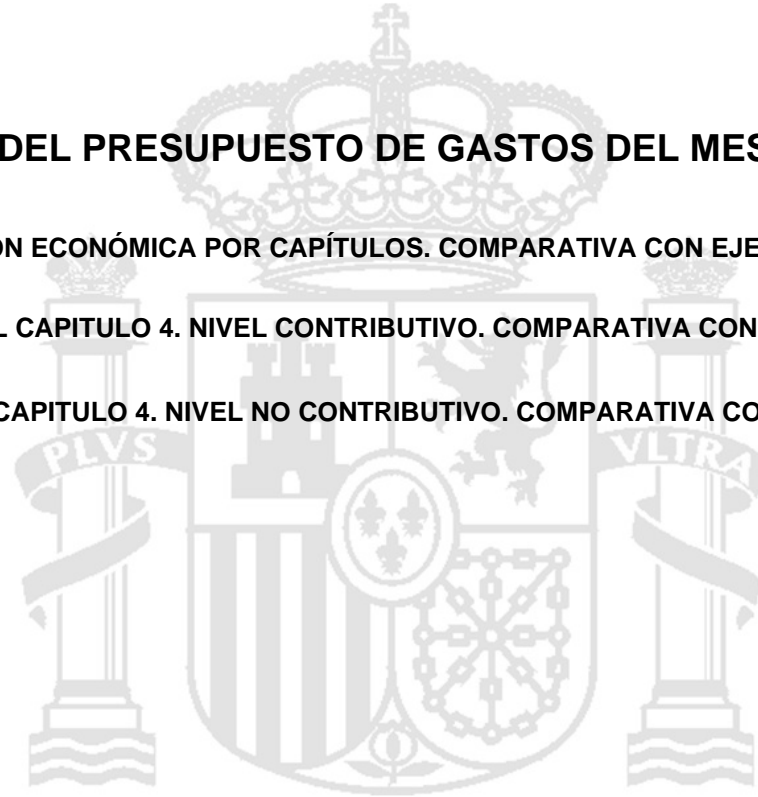 DEL PRESUPUESTO DE GASTOS DEL MES
ÓN ECONÓMICA POR CAPÍTULOS. COMPARATIVA CON EJE
L CAPITULO 4. NIVEL CONTRIBUTIVO. COMPARATIVA CON
CAPITULO 4. NIVEL NO CONTRIBUTIVO. COMPARATIVA CO
PLVS
VLTRA